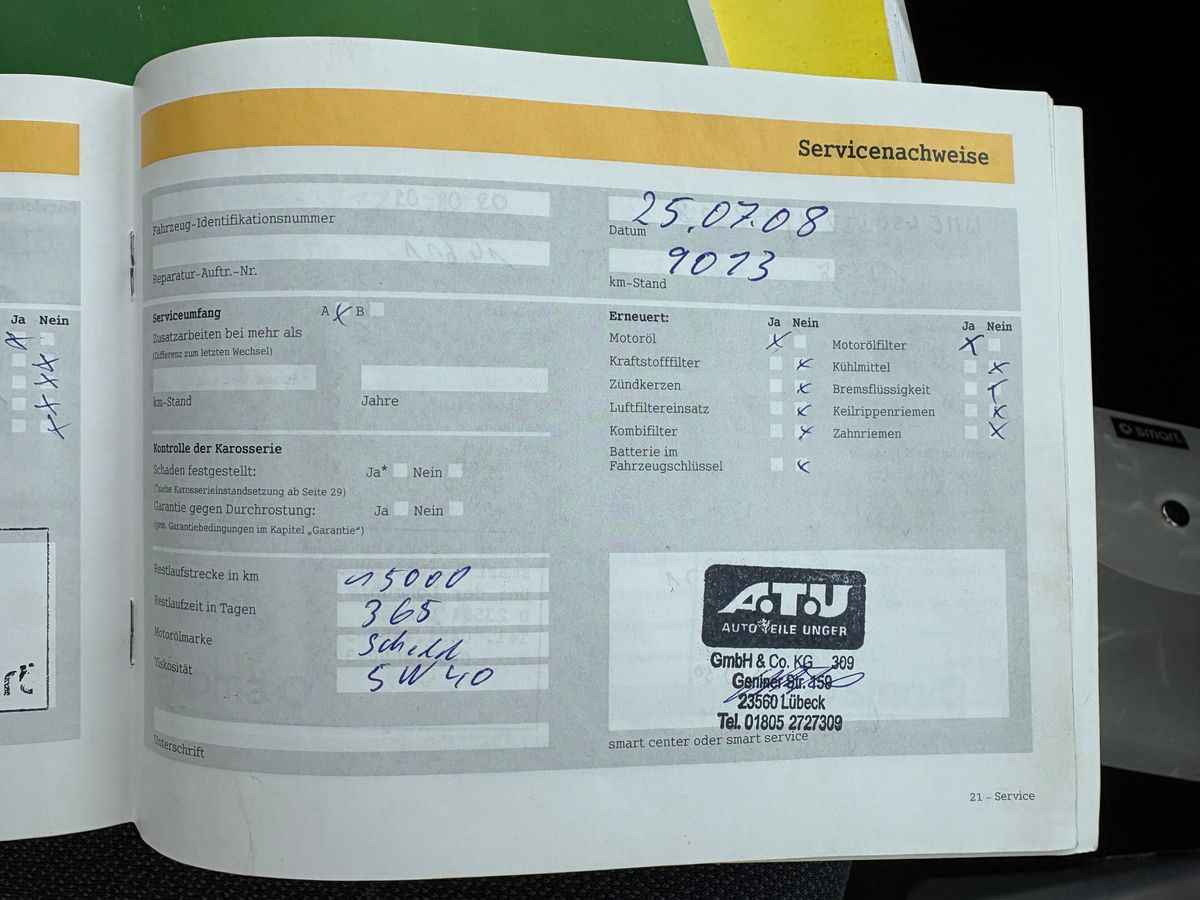 Servicenachweise
Fahrzeug-Identifikationsnummer
Reparatur-Auftr.-Nr.
25.07.08
Datum
9013
km-Stand
Ja Nein
Serviceumfang A X B
Zusatzarbeiten bei mehr als
(Differenz zum letzten Wechsel)
km-Stand Jahre
Kontrolle der Karosserie
Schaden festgestellt: Ja* Nein
(*siehe Karosserieinstandsetzung ab Seite 29)
Garantie gegen Durchrostung: Ja Nein
(gem. Garantiebedingungen im Kapitel „Garantie“)
Restlaufstrecke in km 15000
Restlaufzeit in Tagen 365
Motorölmarke
Viskosität 5W40
Unterschrift
Erneuert: Ja Nein
Motoröl X
Kraftstofffilter X
Zündkerzen X
Luftfiltereinsatz X
Kombifilter X
Batterie im
Fahrzeugschlüssel X
Ja Nein
Motorölfilter X
Kühlmittel X
Bremsflüssigkeit X
Keilrippenriemen X
Zahnriemen X
A.T.U
AUTO TEILE UNGER
GmbH & Co. KG 309
Geniner Str. 159
23560 Lübeck
Tel. 01805 2727309
smart center oder smart service
21 – Service
smart